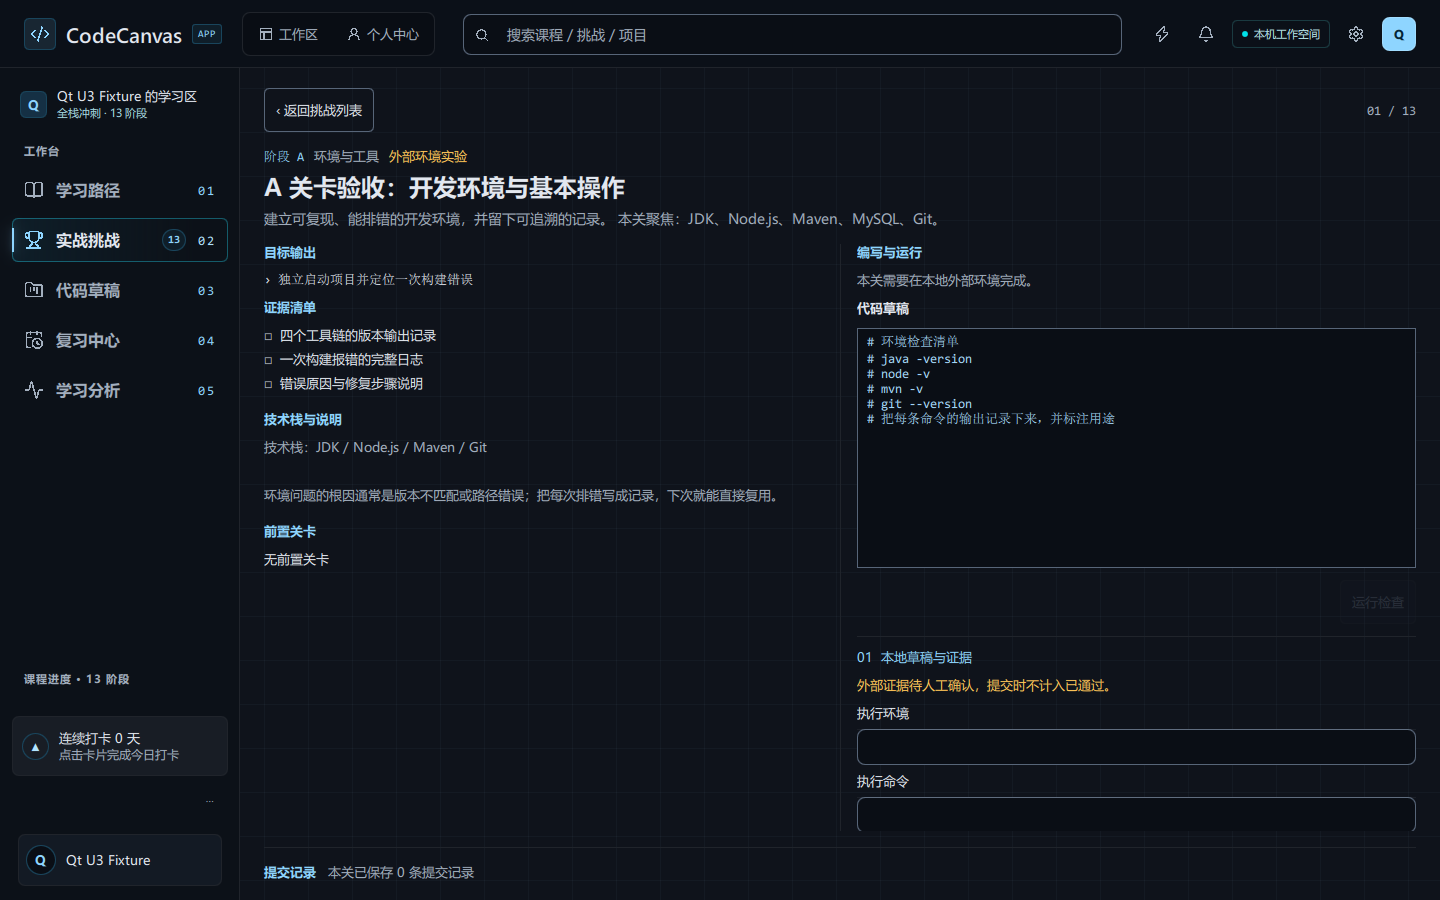 CodeCanvas APP
工作区
个人中心
搜索课程 / 挑战 / 项目
本机工作空间
Q
Q
Qt U3 Fixture 的学习区
全栈冲刺 · 13 阶段
工作台
学习路径 01
实战挑战 13 02
代码草稿 03
复习中心 04
学习分析 05
课程进度 • 13 阶段
连续打卡 0 天
点击卡片完成今日打卡
...
Q Qt U3 Fixture
‹ 返回挑战列表
01 / 13
阶段 A 环境与工具 外部环境实验
A 关卡验收：开发环境与基本操作
建立可复现、能排错的开发环境，并留下可追溯的记录。 本关聚焦：JDK、Node.js、Maven、MySQL、Git。
目标输出
› 独立启动项目并定位一次构建错误
证据清单
四个工具链的版本输出记录
一次构建报错的完整日志
错误原因与修复步骤说明
技术栈与说明
技术栈：JDK / Node.js / Maven / Git
环境问题的根因通常是版本不匹配或路径错误；把每次排错写成记录，下次就能直接复用。
前置关卡
无前置关卡
编写与运行
本关需要在本地外部环境完成。
代码草稿
# 环境检查清单
# java -version
# node -v
# mvn -v
# git --version
# 把每条命令的输出记录下来，并标注用途
运行检查
01 本地草稿与证据
外部证据待人工确认，提交时不计入已通过。
执行环境
执行命令
提交记录 本关已保存 0 条提交记录